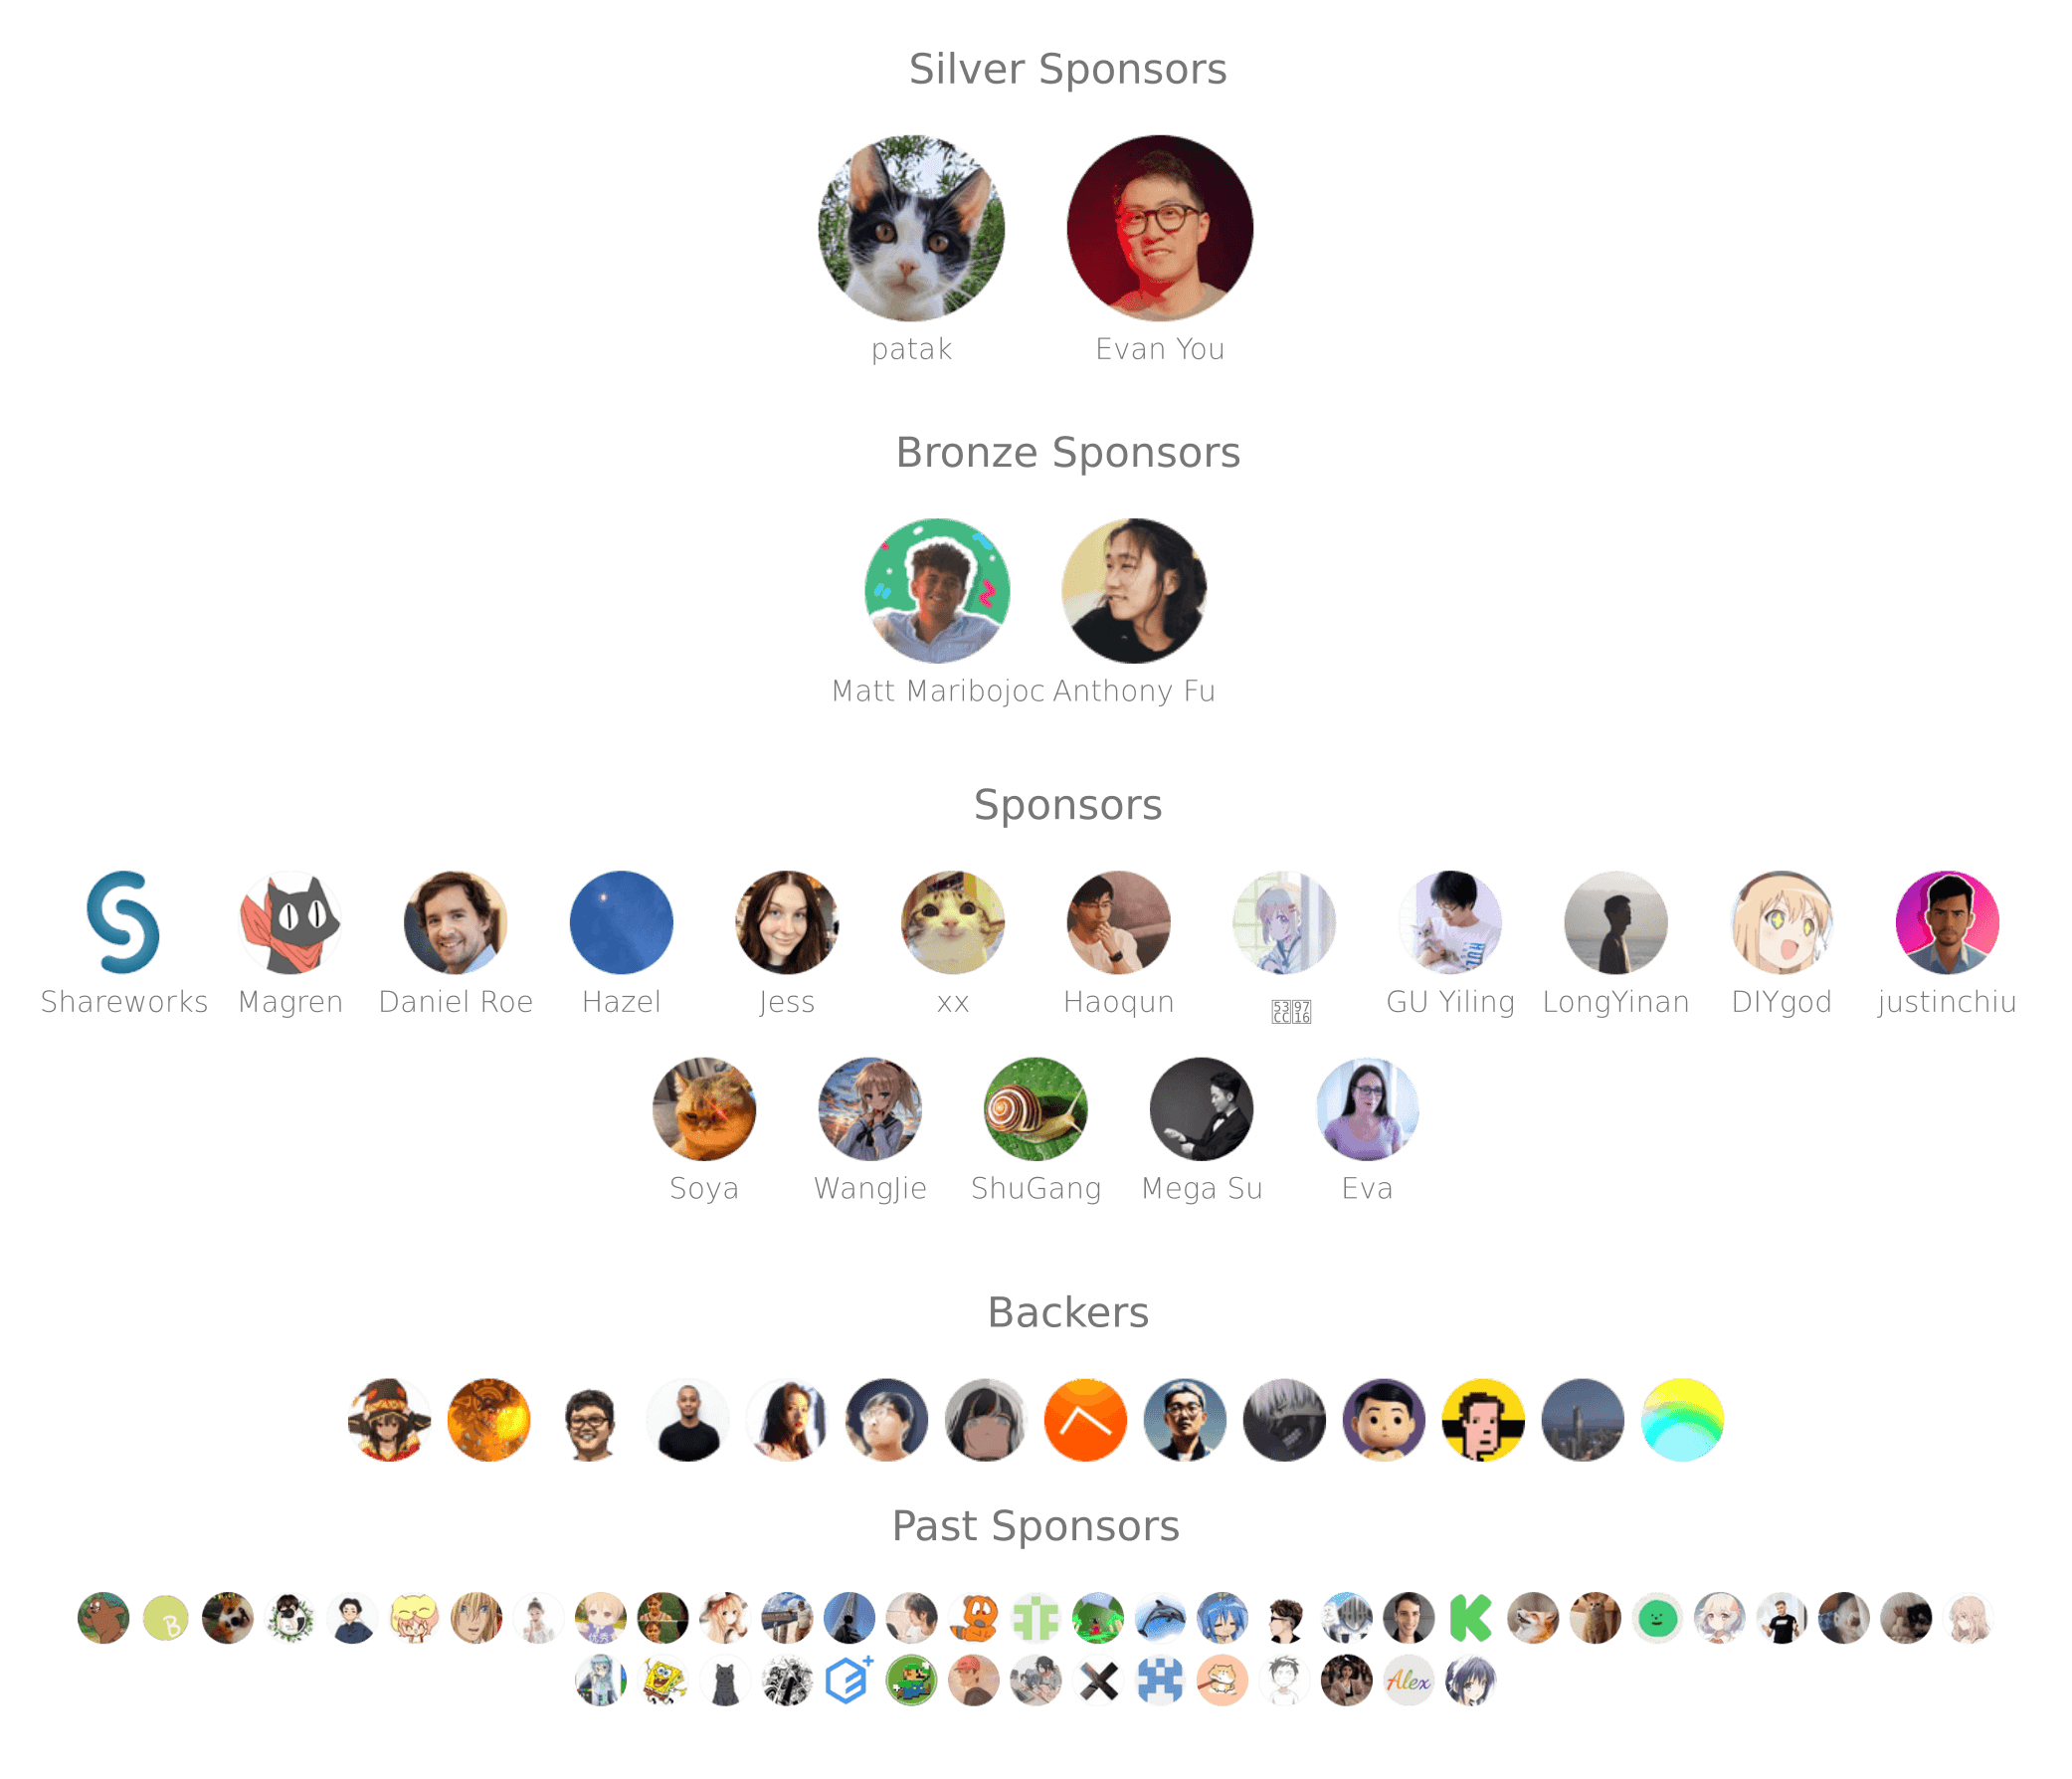 Silver Sponsors
patak Evan You
Bronze Sponsors
Matt Maribojoc Anthony Fu
Sponsors
Shareworks Magren Daniel Roe Hazel Jess xx Haoqun GU Yiling LongYinan DIYgod justinchiu
Soya WangJie ShuGang Mega Su Eva
Backers
Past Sponsors
B
K
Alex